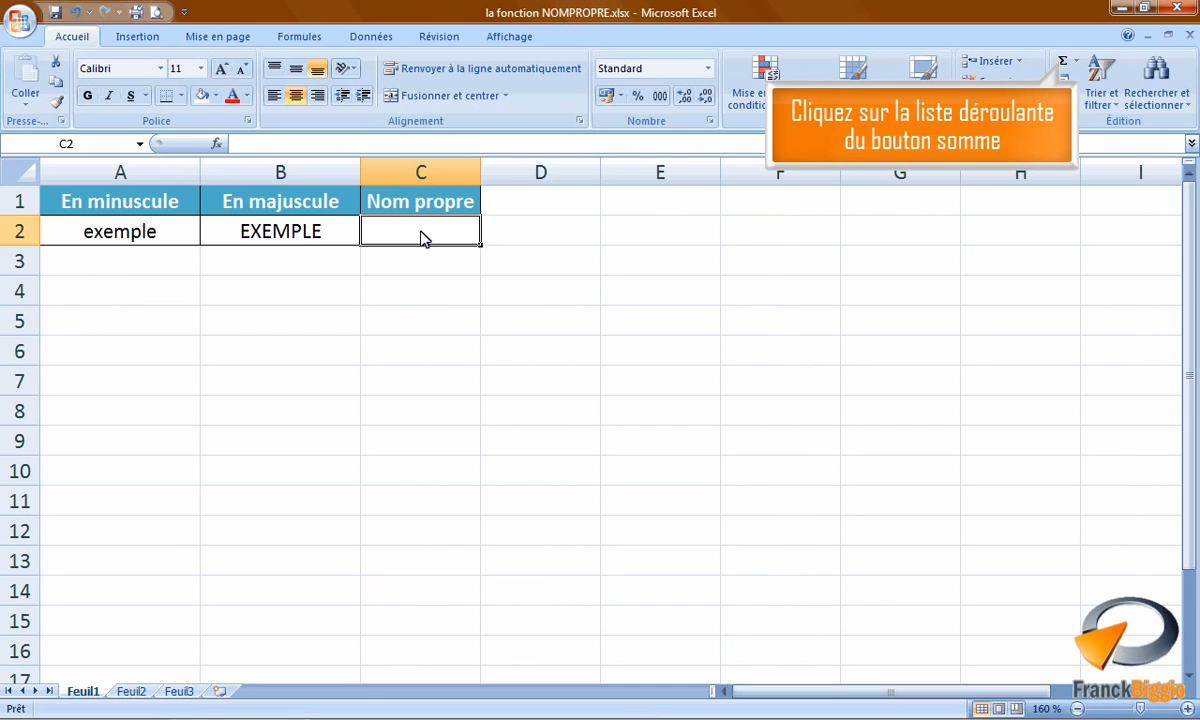 la fonction NOMPROPRE.xlsx - Microsoft Excel
Accueil Insertion Mise en page Formules Données Révision Affichage
Calibri 11 Renvoyer à la ligne automatiquement Standard Insérer Σ
Coller G I S Fusionner et centrer % 000 Mise en Trier et Rechercher et
filtrer sélectionner
Presse-... Police Alignement Nombre Édition
Cliquez sur la liste déroulante
du bouton somme
C2 fx
A B C D E F G H I
1 En minuscule En majuscule Nom propre
2 exemple EXEMPLE
3
4
5
6
7
8
9
10
11
12
13
14
15
16
17
FranckBiggio
Feuil1 Feuil2 Feuil3
Prêt 160 %